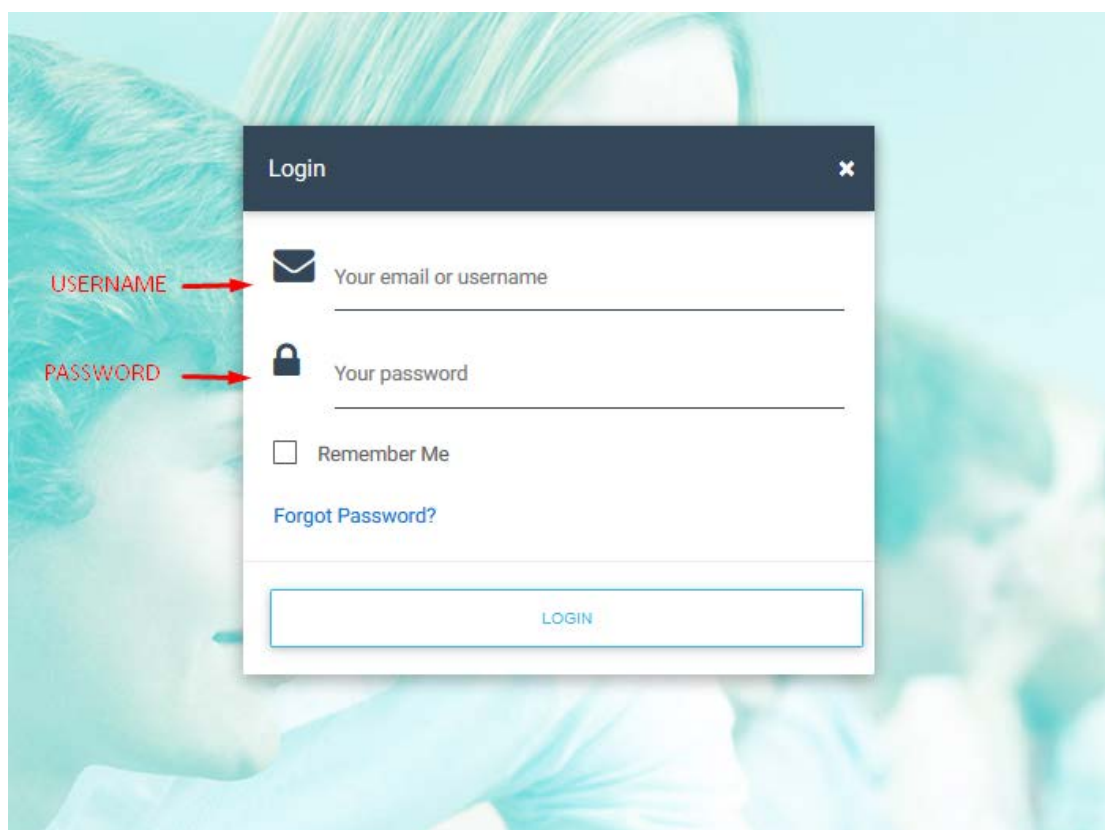 Login
USERNAME
Your email or username
PASSWORD
Your password
Remember Me
Forgot Password?
LOGIN